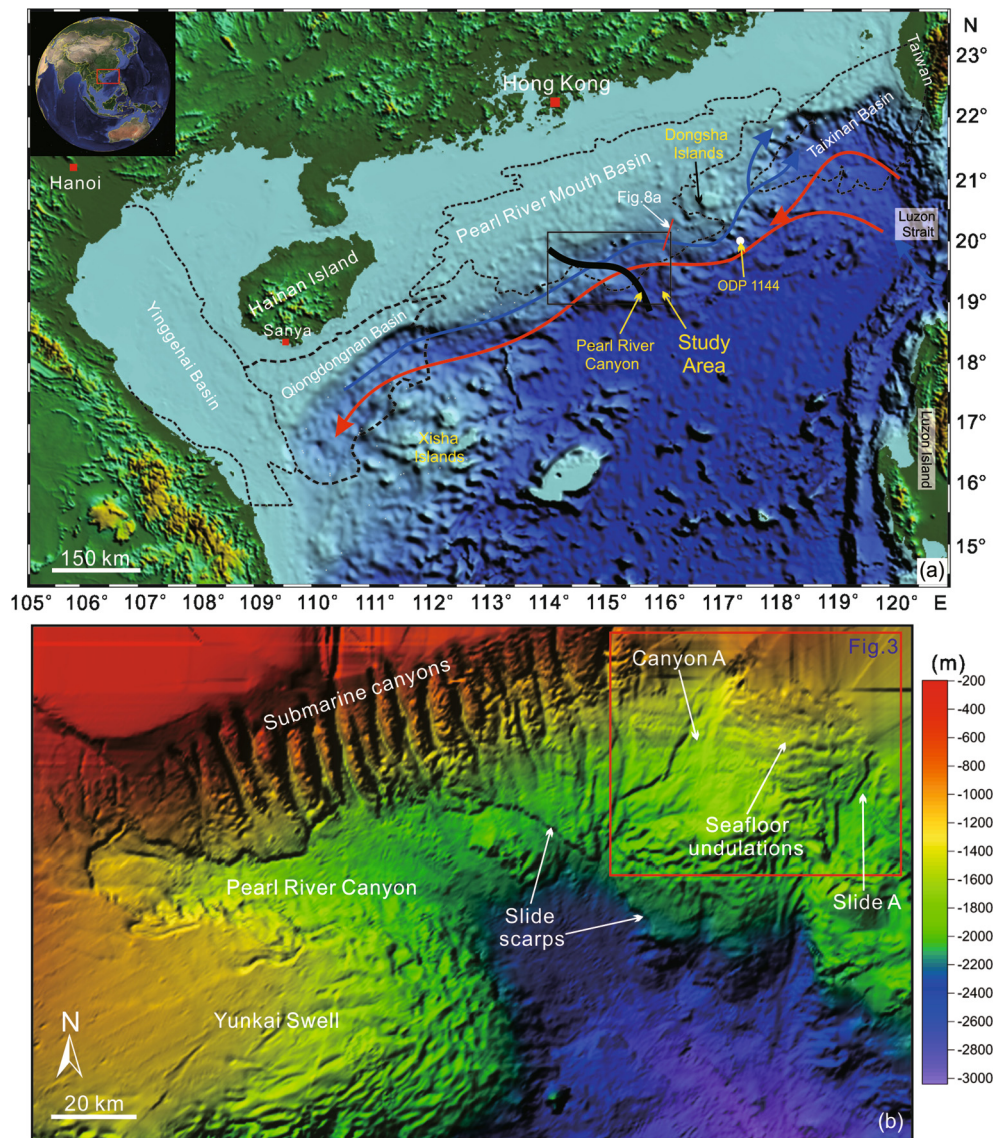 N
23°
22°
21°
20°
19°
18°
17°
16°
15°
Taiwan
Hong Kong
Hanoi
Taixinan Basin
Dongsha
Islands
Pearl River Mouth Basin
Fig.8a
Luzon
Strait
ODP 1144
Hainan Island
Sanya
Yinggehai Basin
Qiongdongnan Basin
Pearl River
Canyon
Study
Area
Xisha
Islands
Luzon Island
150 km
(a)
105° 106° 107° 108° 109° 110° 111° 112° 113° 114° 115° 116° 117° 118° 119° 120° E
Fig.3
Canyon A
Submarine canyons
Seafloor
undulations
Pearl River Canyon
Slide A
Slide
scarps
Yunkai Swell
N
20 km
(b)
(m)
-200
-400
-600
-800
-1000
-1200
-1400
-1600
-1800
-2000
-2200
-2400
-2600
-2800
-3000